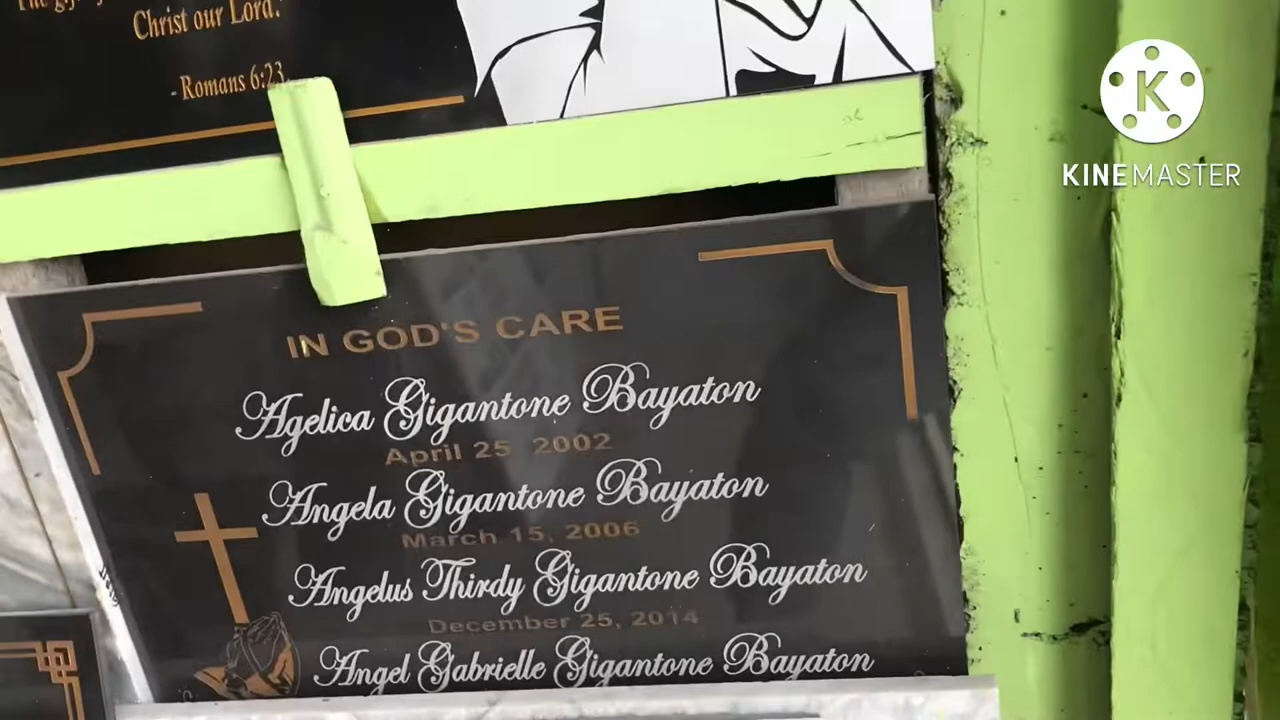 Christ our Lord."
- Romans 6:23
KINEMASTER
IN GOD'S CARE
Agelica Gigantone Bayaton
April 25 2002
Angela Gigantone Bayaton
March 15, 2006
Angelus Thirdy Gigantone Bayaton
December 25, 2014
Angel Gabrielle Gigantone Bayaton